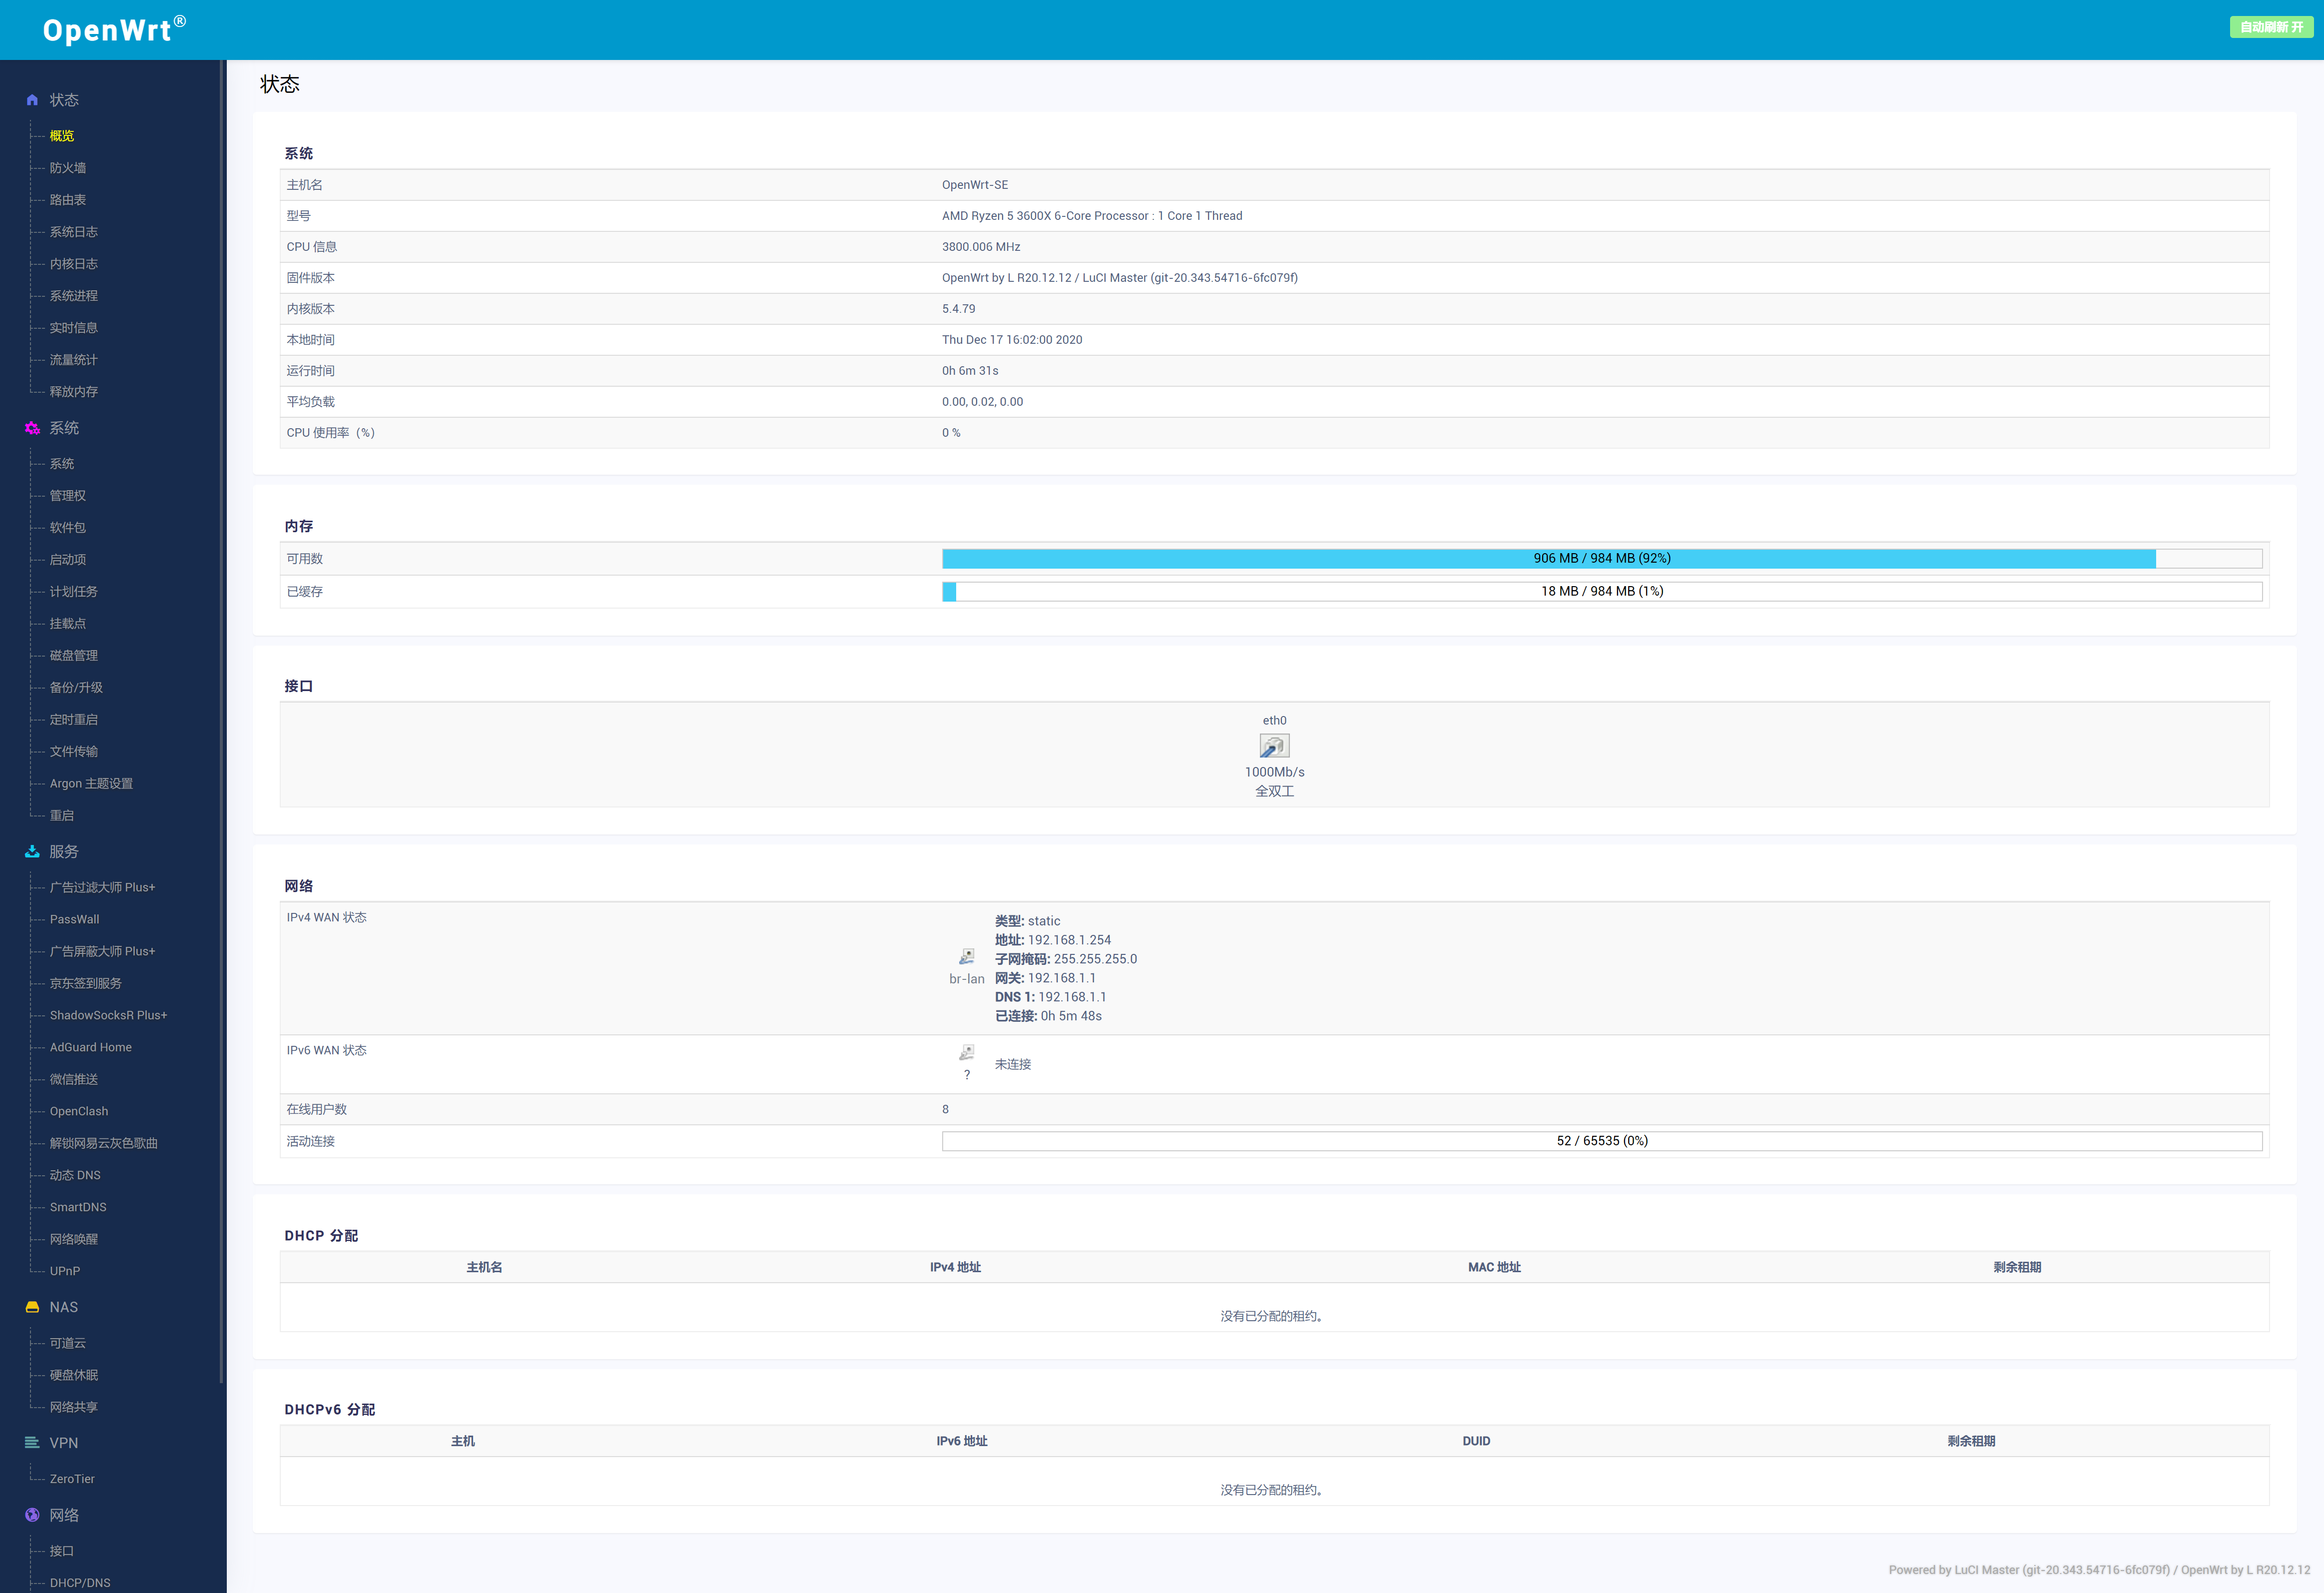 OpenWrt®
自动刷新 开
状态
概览
防火墙
路由表
系统日志
内核日志
系统进程
实时信息
流量统计
释放内存
系统
系统
管理权
软件包
启动项
计划任务
挂载点
磁盘管理
备份/升级
定时重启
文件传输
Argon 主题设置
重启
服务
广告过滤大师 Plus+
PassWall
广告屏蔽大师 Plus+
京东签到服务
ShadowSocksR Plus+
AdGuard Home
微信推送
OpenClash
解锁网易云灰色歌曲
动态 DNS
SmartDNS
网络唤醒
UPnP
NAS
可道云
硬盘休眠
网络共享
VPN
ZeroTier
网络
接口
DHCP/DNS
状态
系统
主机名 OpenWrt-SE
型号 AMD Ryzen 5 3600X 6-Core Processor : 1 Core 1 Thread
CPU 信息 3800.006 MHz
固件版本 OpenWrt by L R20.12.12 / LuCI Master (git-20.343.54716-6fc079f)
内核版本 5.4.79
本地时间 Thu Dec 17 16:02:00 2020
运行时间 0h 6m 31s
平均负载 0.00, 0.02, 0.00
CPU 使用率（%） 0 %
内存
可用数 906 MB / 984 MB (92%)
已缓存 18 MB / 984 MB (1%)
接口
eth0
1000Mb/s
全双工
网络
IPv4 WAN 状态
br-lan
类型: static
地址: 192.168.1.254
子网掩码: 255.255.255.0
网关: 192.168.1.1
DNS 1: 192.168.1.1
已连接: 0h 5m 48s
IPv6 WAN 状态
?
未连接
在线用户数 8
活动连接 52 / 65535 (0%)
DHCP 分配
主机名 IPv4 地址 MAC 地址 剩余租期
没有已分配的租约。
DHCPv6 分配
主机 IPv6 地址 DUID 剩余租期
没有已分配的租约。
Powered by LuCI Master (git-20.343.54716-6fc079f) / OpenWrt by L R20.12.12